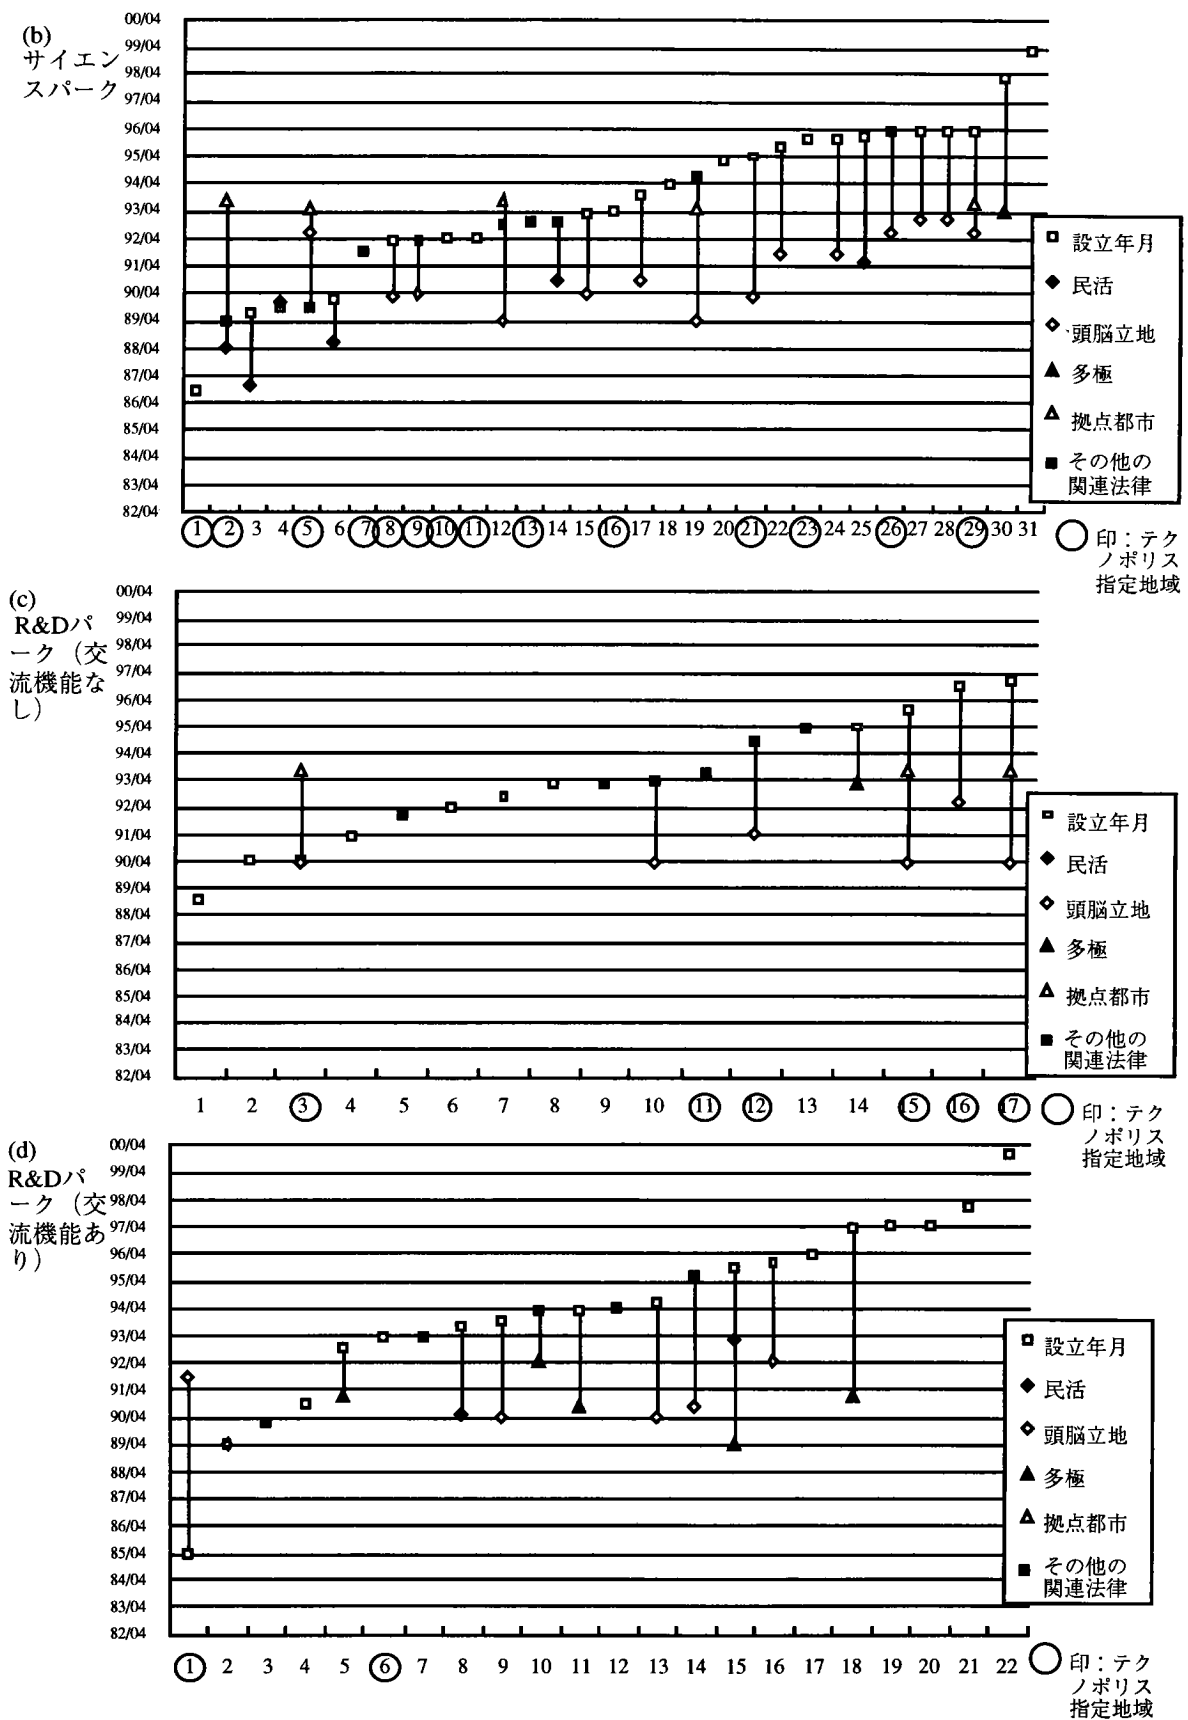 (b)
サイエン
スパーク
00/04
99/04
98/04
97/04
96/04
95/04
94/04
93/04
92/04
91/04
90/04
89/04
88/04
87/04
86/04
85/04
84/04
83/04
82/04
設立年月
民活
頭脳立地
多極
拠点都市
その他の
関連法律
1 2 3 4 5 6 7 8 9 10 11 12 13 14 15 16 17 18 19 20 21 22 23 24 25 26 27 28 29 30 31
印：テク
ノポリス
指定地域
(c)
R&Dパ
ーク（交
流機能な
し）
00/04
99/04
98/04
97/04
96/04
95/04
94/04
93/04
92/04
91/04
90/04
89/04
88/04
87/04
86/04
85/04
84/04
83/04
82/04
設立年月
民活
頭脳立地
多極
拠点都市
その他の
関連法律
1 2 3 4 5 6 7 8 9 10 11 12 13 14 15 16 17
印：テク
ノポリス
指定地域
(d)
R&Dパ
ーク（交
流機能あ
り）
00/04
99/04
98/04
97/04
96/04
95/04
94/04
93/04
92/04
91/04
90/04
89/04
88/04
87/04
86/04
85/04
84/04
83/04
82/04
設立年月
民活
頭脳立地
多極
拠点都市
その他の
関連法律
1 2 3 4 5 6 7 8 9 10 11 12 13 14 15 16 17 18 19 20 21 22
印：テク
ノポリス
指定地域